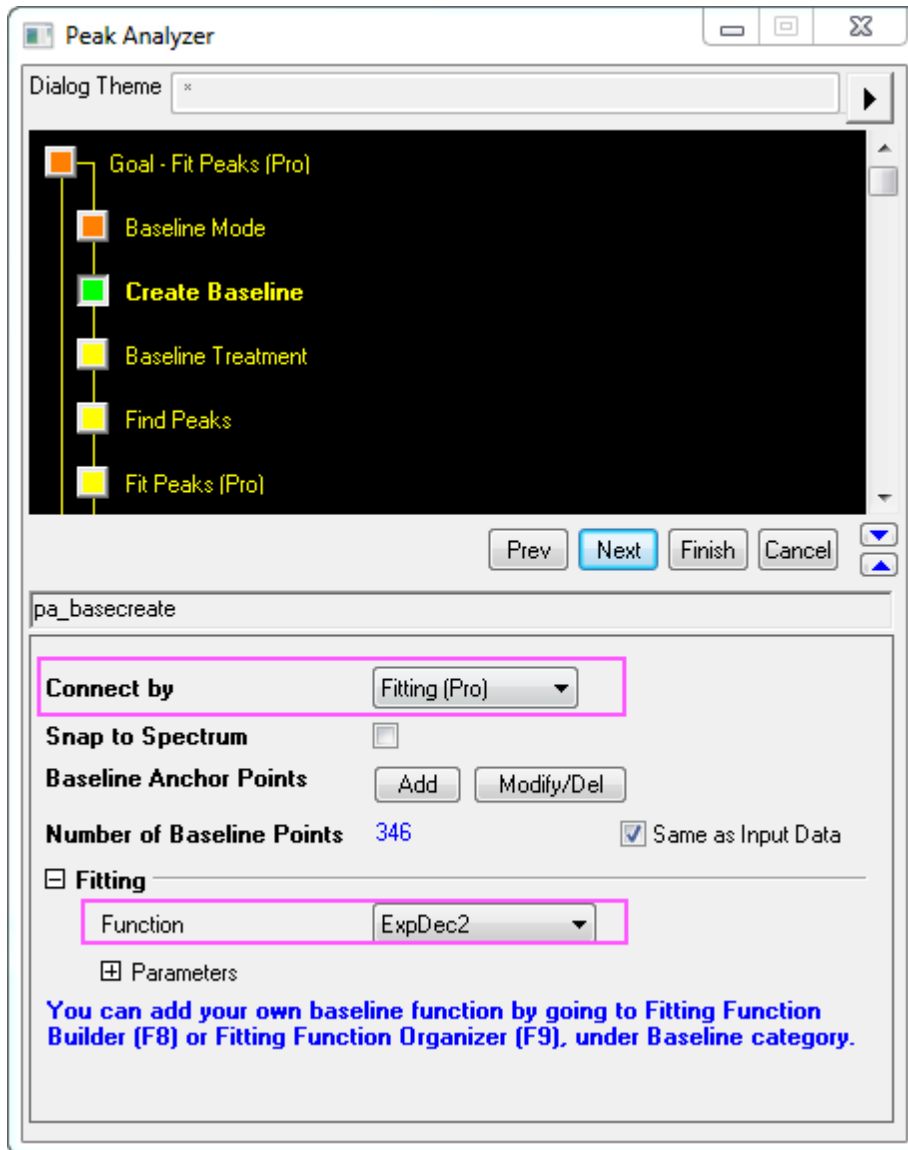 Peak Analyzer
Dialog Theme *
Goal - Fit Peaks (Pro)
Baseline Mode
Create Baseline
Baseline Treatment
Find Peaks
Fit Peaks (Pro)
Prev Next Finish Cancel
pa_basecreate
Connect by Fitting (Pro)
Snap to Spectrum
Baseline Anchor Points Add Modify/Del
Number of Baseline Points 346 Same as Input Data
Fitting
Function ExpDec2
Parameters
You can add your own baseline function by going to Fitting Function
Builder (F8) or Fitting Function Organizer (F9), under Baseline category.